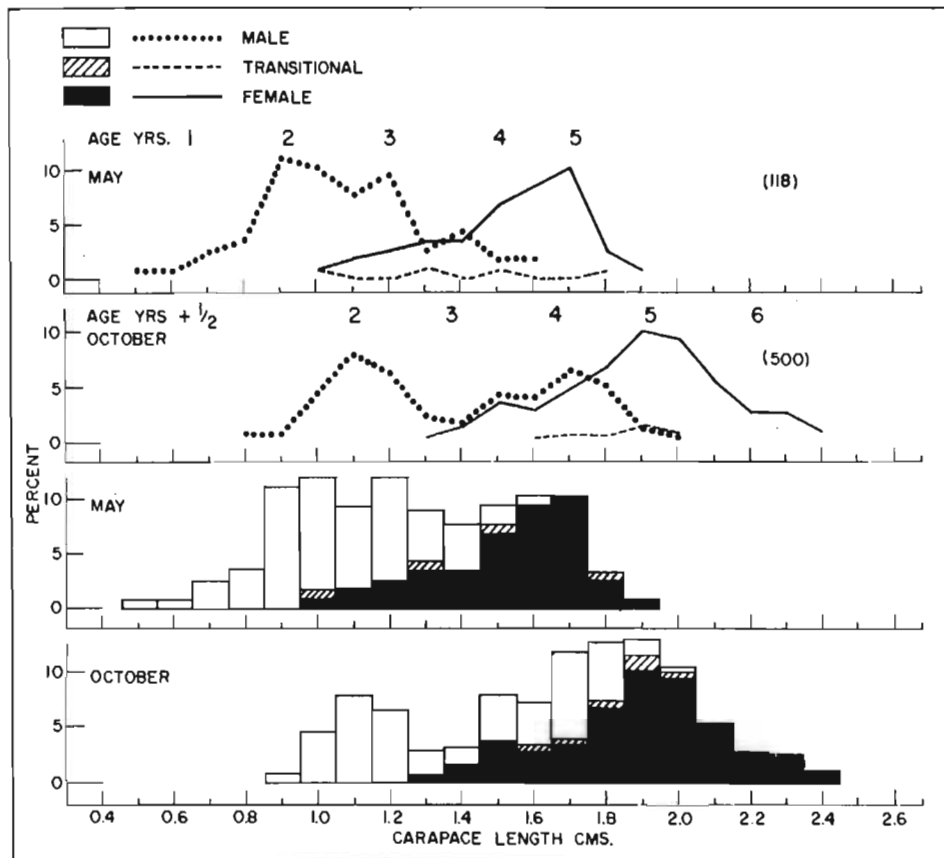 MALE
TRANSITIONAL
FEMALE
AGE YRS. 1 2 3 4 5
10
MAY
(118)
5
0
AGE YRS + 1/2 2 3 4 5 6
OCTOBER
10
(500)
5
0
PERCENT
MAY
10
5
0
OCTOBER
10
5
0
0.4 0.6 0.8 1.0 1.2 1.4 1.6 1.8 2.0 2.2 2.4 2.6
CARAPACE LENGTH CMS.